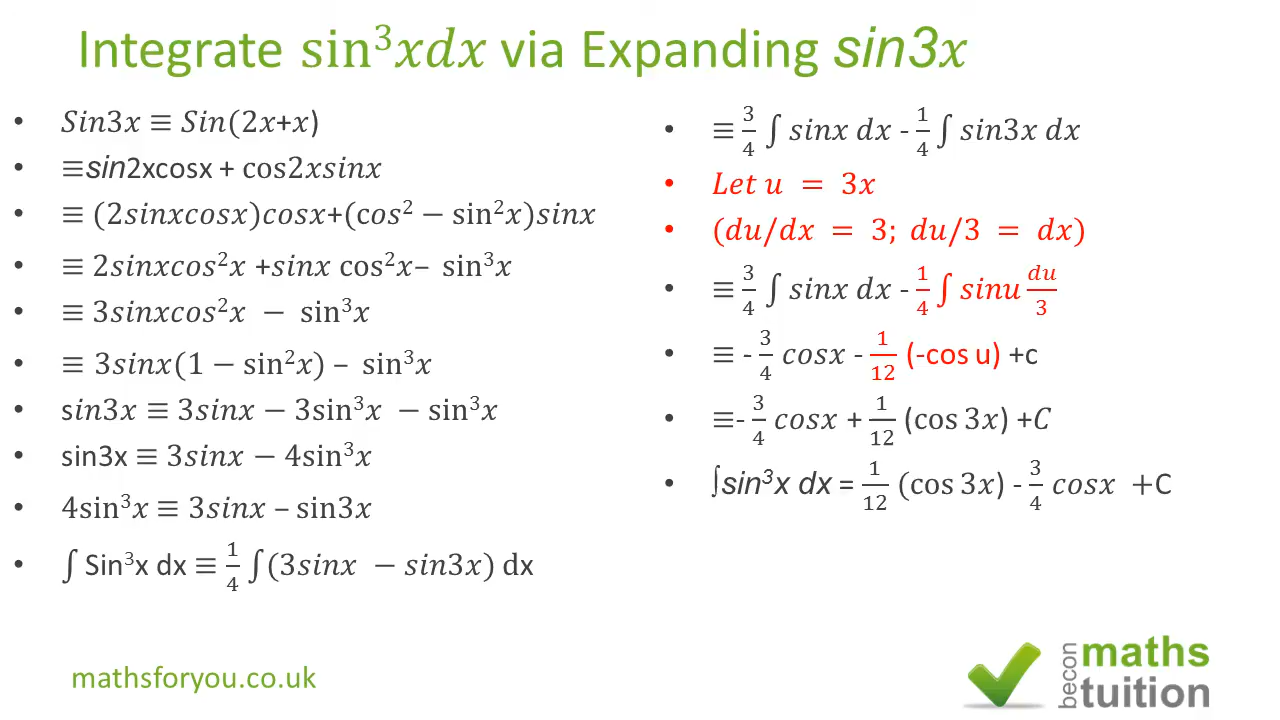 Integrate sin³xdx via Expanding sin3x
• Sin3x ≡ Sin(2x+x)
• ≡sin2xcosx + cos2xsinx
• ≡ (2sinxcosx)cosx+(cos² − sin²x)sinx
• ≡ 2sinxcos²x +sinx cos²x– sin³x
• ≡ 3sinxcos²x − sin³x
• ≡ 3sinx(1 − sin²x) – sin³x
• sin3x ≡ 3sinx − 3sin³x − sin³x
• sin3x ≡ 3sinx − 4sin³x
• 4sin³x ≡ 3sinx – sin3x
• ∫ Sin³x dx ≡ 1/4 ∫(3sinx − sin3x) dx
• ≡ 3/4 ∫ sinx dx - 1/4 ∫ sin3x dx
• Let u = 3x
• (du/dx = 3; du/3 = dx)
• ≡ 3/4 ∫ sinx dx - 1/4 ∫ sinu du/3
• ≡ - 3/4 cosx - 1/12 (-cos u) +c
• ≡- 3/4 cosx + 1/12 (cos 3x) +C
• ∫sin³x dx = 1/12 (cos 3x) - 3/4 cosx +C
mathsforyou.co.uk
becon
maths
tuition